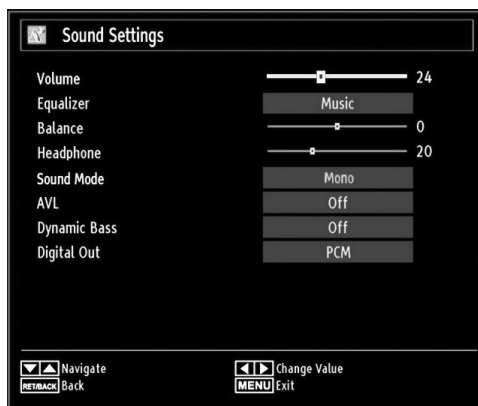 Sound Settings
Volume 24
Equalizer Music
Balance 0
Headphone 20
Sound Mode Mono
AVL Off
Dynamic Bass Off
Digital Out PCM
Navigate Change Value
RET/BACK Back MENU Exit